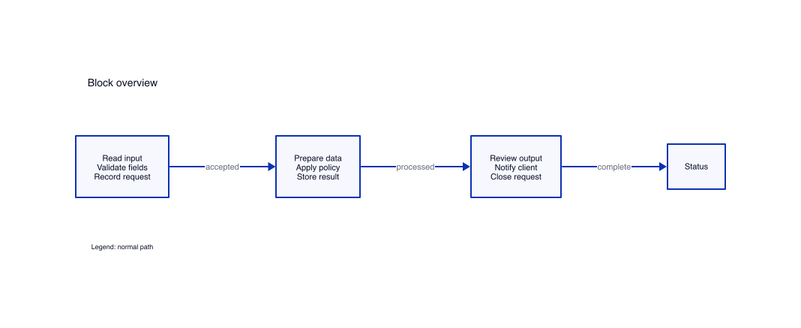 Block overview
Read input
Validate fields
Record request
accepted
Prepare data
Apply policy
Store result
processed
Review output
Notify client
Close request
complete
Status
Legend: normal path